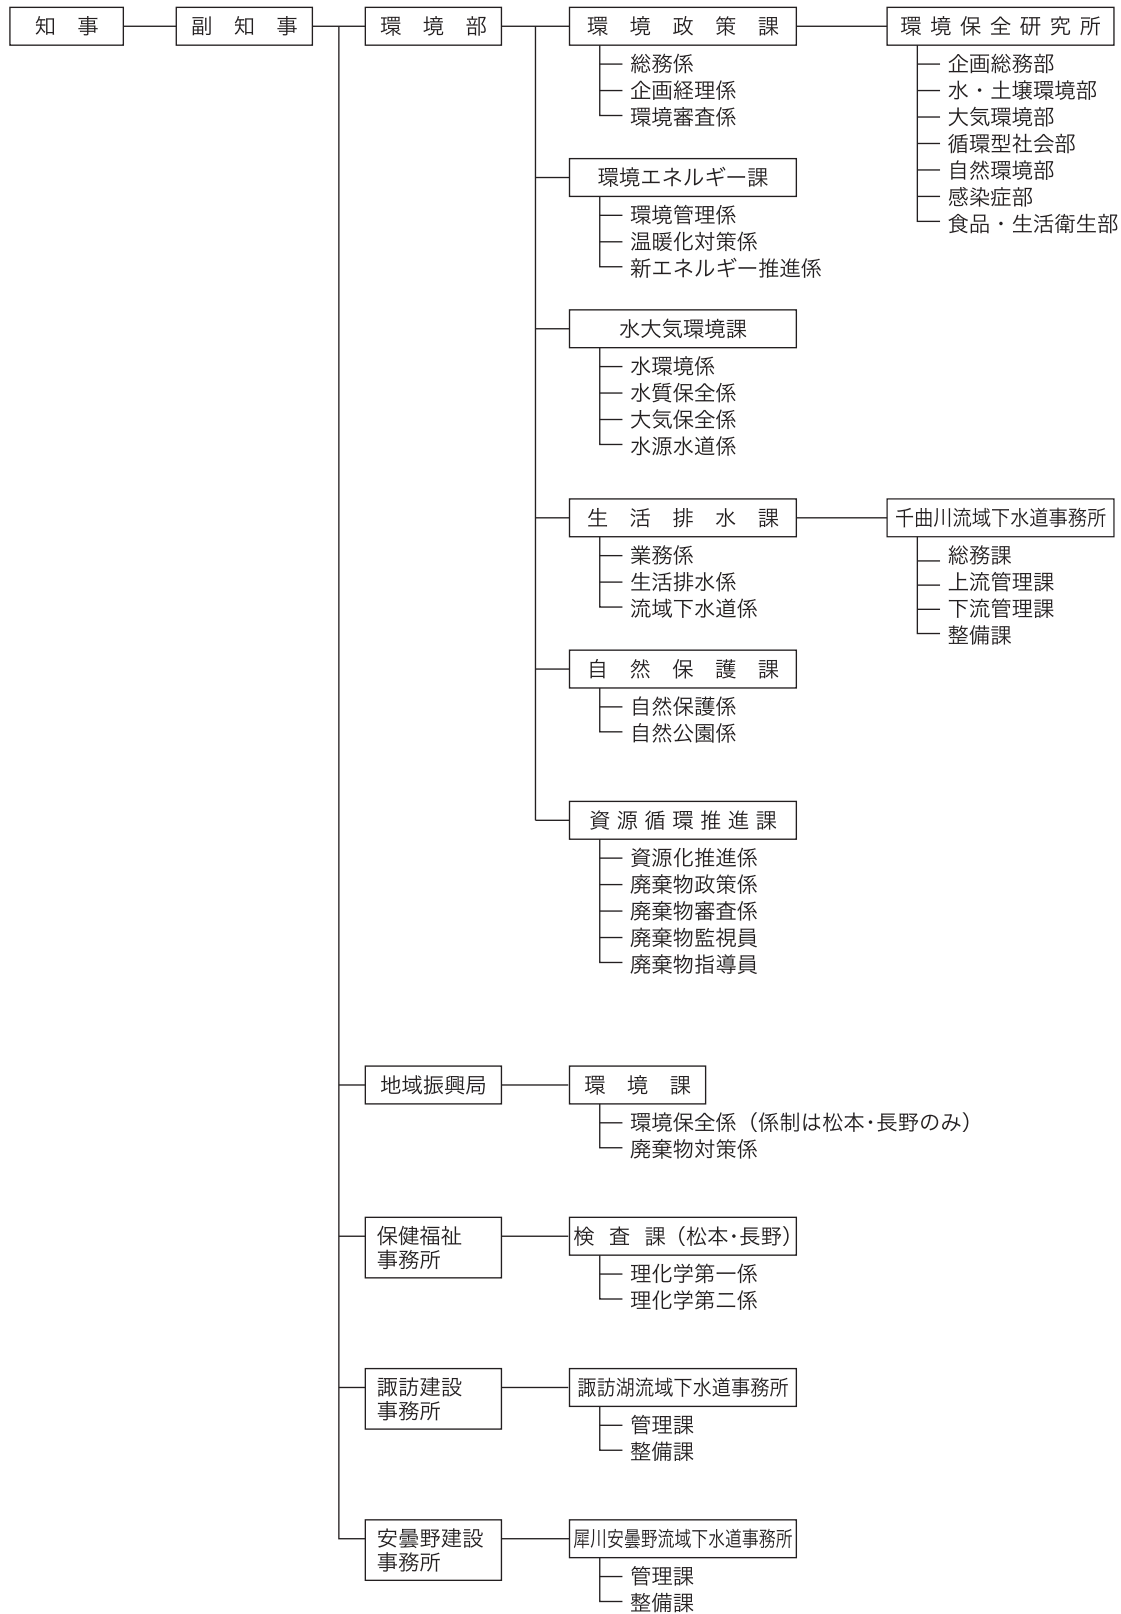 知事
副知事
環境部
環境政策課
総務係
企画経理係
環境審査係
環境保全研究所
企画総務部
水・土壌環境部
大気環境部
循環型社会部
自然環境部
感染症部
食品・生活衛生部
環境エネルギー課
環境管理係
温暖化対策係
新エネルギー推進係
水大気環境課
水環境係
水質保全係
大気保全係
水源水道係
生活排水課
業務係
生活排水係
流域下水道係
千曲川流域下水道事務所
総務課
上流管理課
下流管理課
整備課
自然保護課
自然保護係
自然公園係
資源循環推進課
資源化推進係
廃棄物政策係
廃棄物審査係
廃棄物監視員
廃棄物指導員
地域振興局
環境課
環境保全係（係制は松本・長野のみ）
廃棄物対策係
保健福祉
事務所
検査課（松本・長野）
理化学第一係
理化学第二係
諏訪建設
事務所
諏訪湖流域下水道事務所
管理課
整備課
安曇野建設
事務所
犀川安曇野流域下水道事務所
管理課
整備課